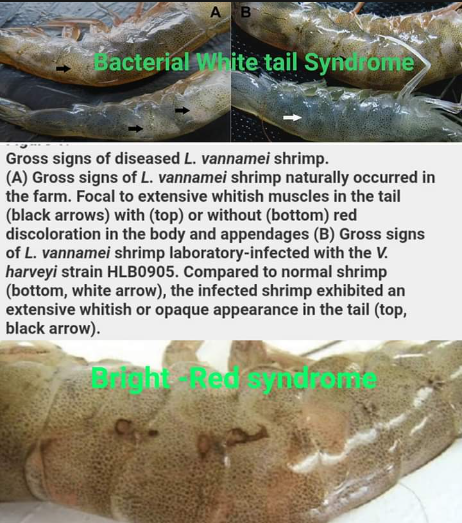 A B
Bacterial White tail Syndrome
Gross signs of diseased L. vannamei shrimp.
(A) Gross signs of L. vannamei shrimp naturally occurred in
the farm. Focal to extensive whitish muscles in the tail
(black arrows) with (top) or without (bottom) red
discoloration in the body and appendages (B) Gross signs
of L. vannamei shrimp laboratory-infected with the V.
harveyi strain HLB0905. Compared to normal shrimp
(bottom, white arrow), the infected shrimp exhibited an
extensive whitish or opaque appearance in the tail (top,
black arrow).
Bright -Red syndrome